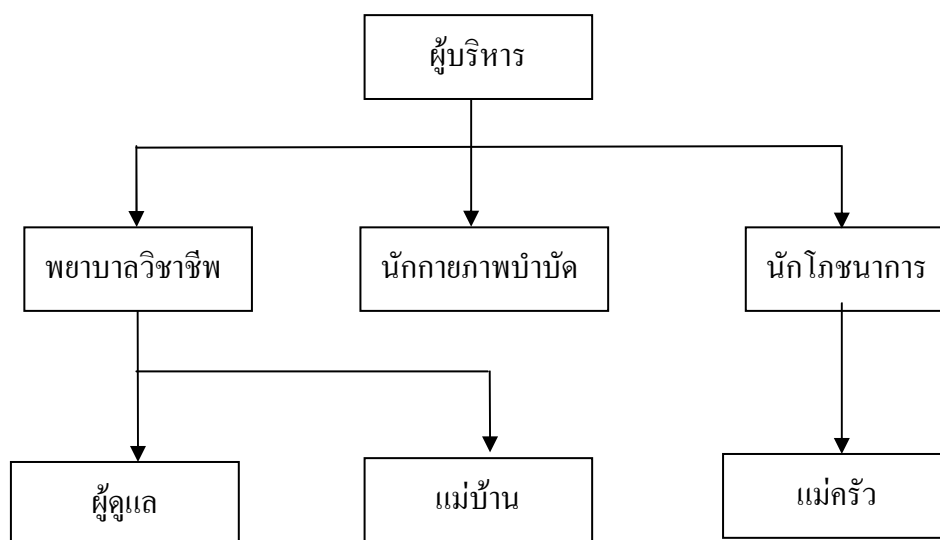 ผู้บริหาร
พยาบาลวิชาชีพ
นักกายภาพบำบัด
นักโภชนาการ
ผู้ดูแล
แม่บ้าน
แม่ครัว